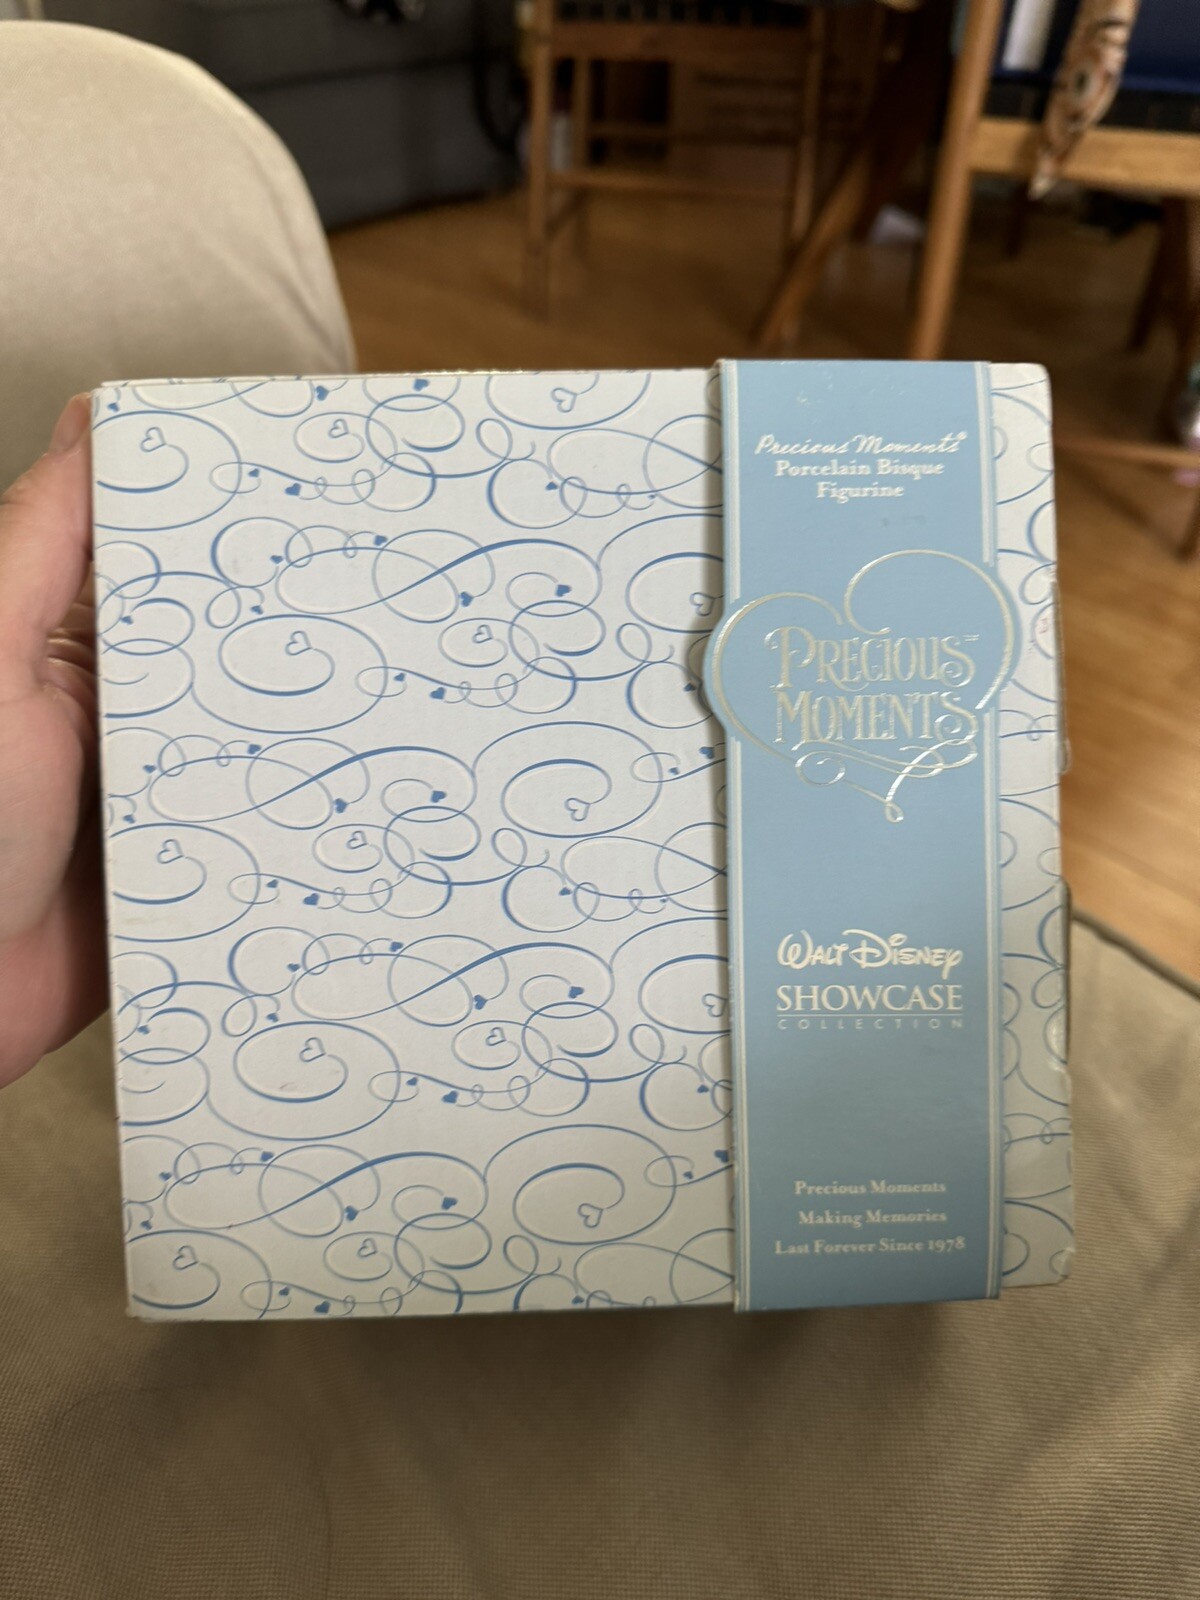 Precious Moments®
Porcelain Bisque
Figurine
PRECIOUS™
MOMENTS
WALT DISNEY
SHOWCASE
COLLECTION
Precious Moments
Making Memories
Last Forever Since 1978